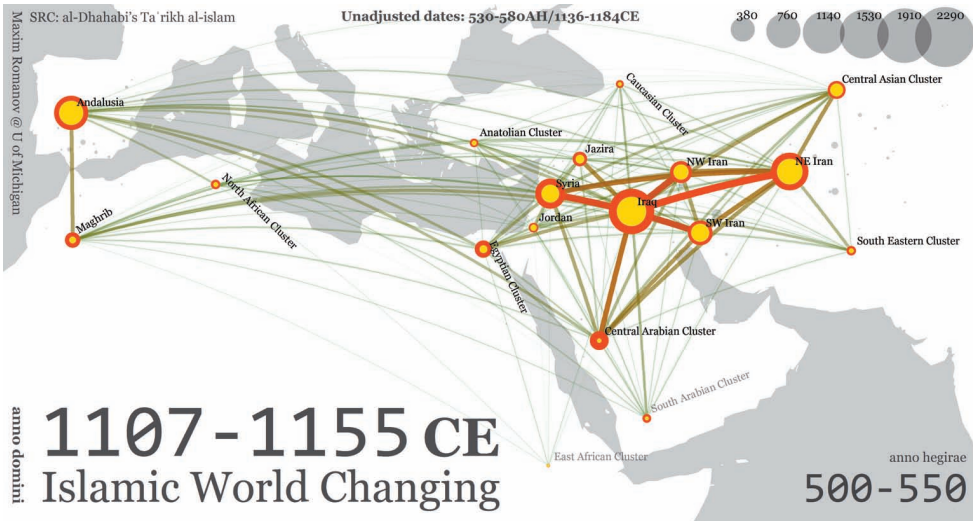 SRC: al-Dhahabi's Taʾrikh al-islam
Unadjusted dates: 530-580AH/1136-1184CE
380 760 1140 1530 1910 2290
Maxim Romanov @ U of Michigan
Andalusia
Maghrib
North African Cluster
Anatolian Cluster
Caucasian Cluster
Central Asian Cluster
Jazira
Syria
Jordan
Egyptian Cluster
Iraq
NW Iran
NE Iran
SW Iran
South Eastern Cluster
Central Arabian Cluster
South Arabian Cluster
East African Cluster
anno domini
1107-1155 CE
Islamic World Changing
anno hegirae
500-550